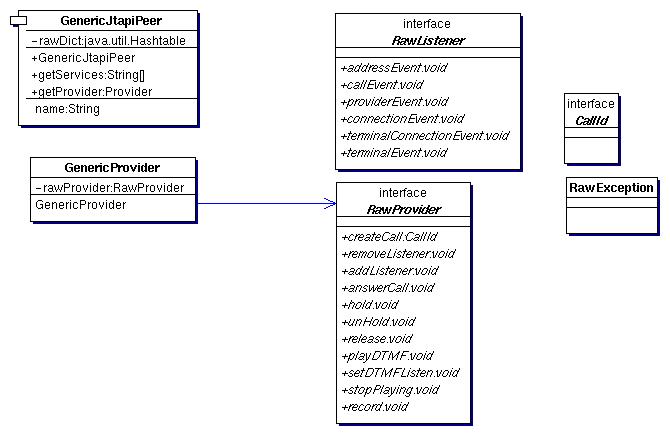 GenericJtapiPeer
-rawDict:java.util.Hashtable
+GenericJtapiPeer
+getServices:String[]
+getProvider:Provider
name:String
interface
RawListener
+addressEvent:void
+callEvent:void
+providerEvent:void
+connectionEvent:void
+terminalConnectionEvent:void
+terminalEvent:void
interface
CallId
GenericProvider
-rawProvider:RawProvider
GenericProvider
RawException
interface
RawProvider
+createCall:CallId
+removeListener:void
+addListener:void
+answerCall:void
+hold:void
+unHold:void
+release:void
+playDTMF:void
+setDTMFListen:void
+stopPlaying:void
+record:void